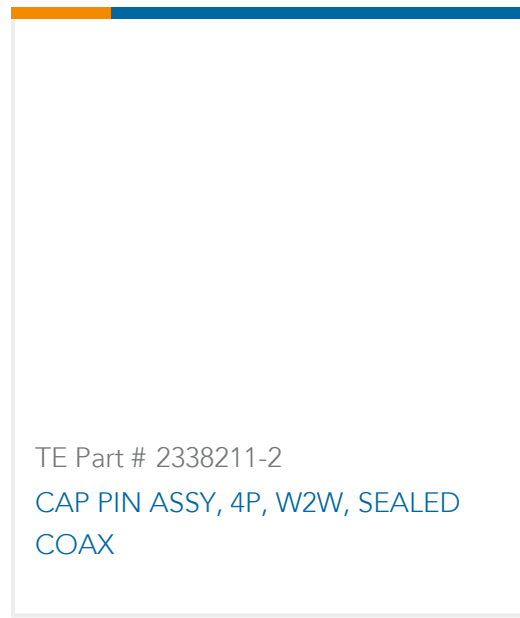 TE Part # 2338211-2
CAP PIN ASSY, 4P, W2W, SEALED
COAX